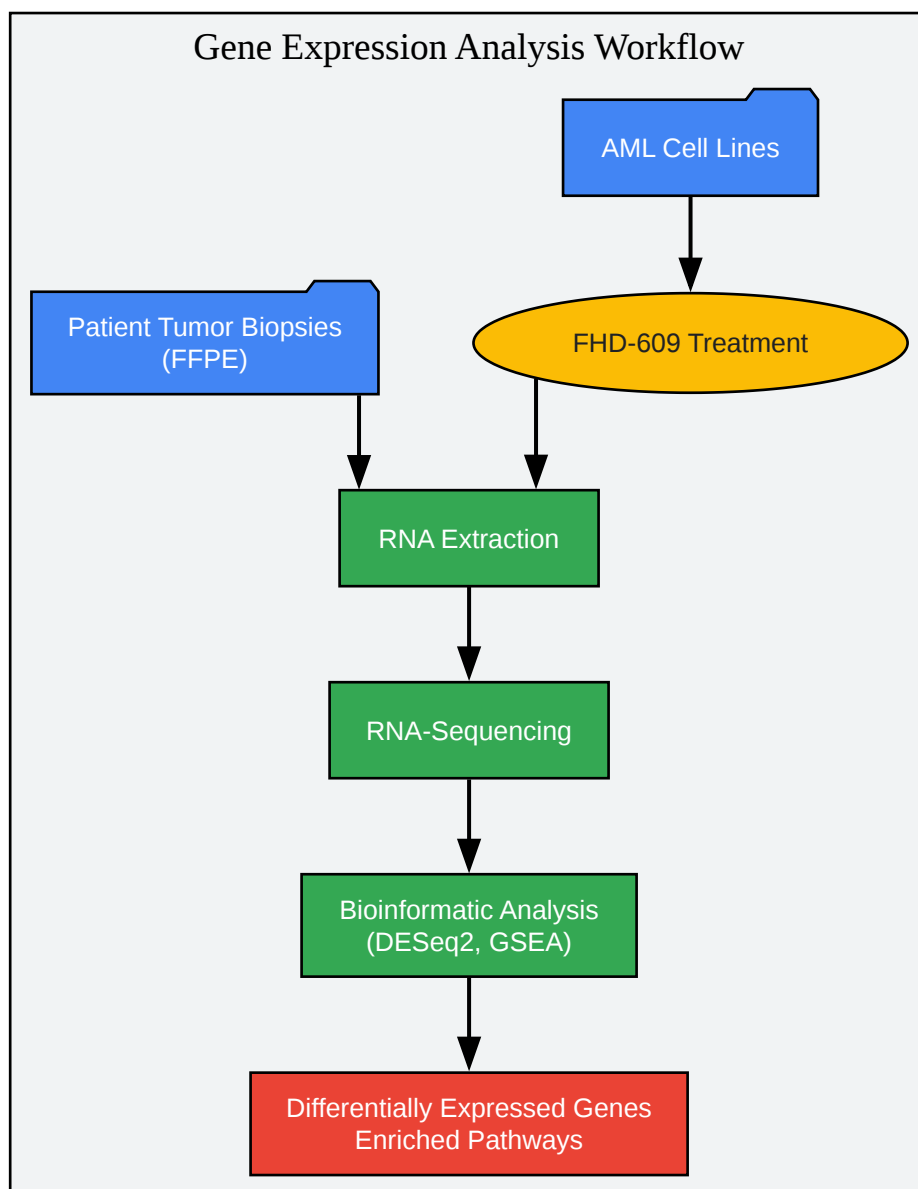 Gene Expression Analysis Workflow
AML Cell Lines
Patient Tumor Biopsies
(FFPE)
FHD-609 Treatment
RNA Extraction
RNA-Sequencing
Bioinformatic Analysis
(DESeq2, GSEA)
Differentially Expressed Genes
Enriched Pathways